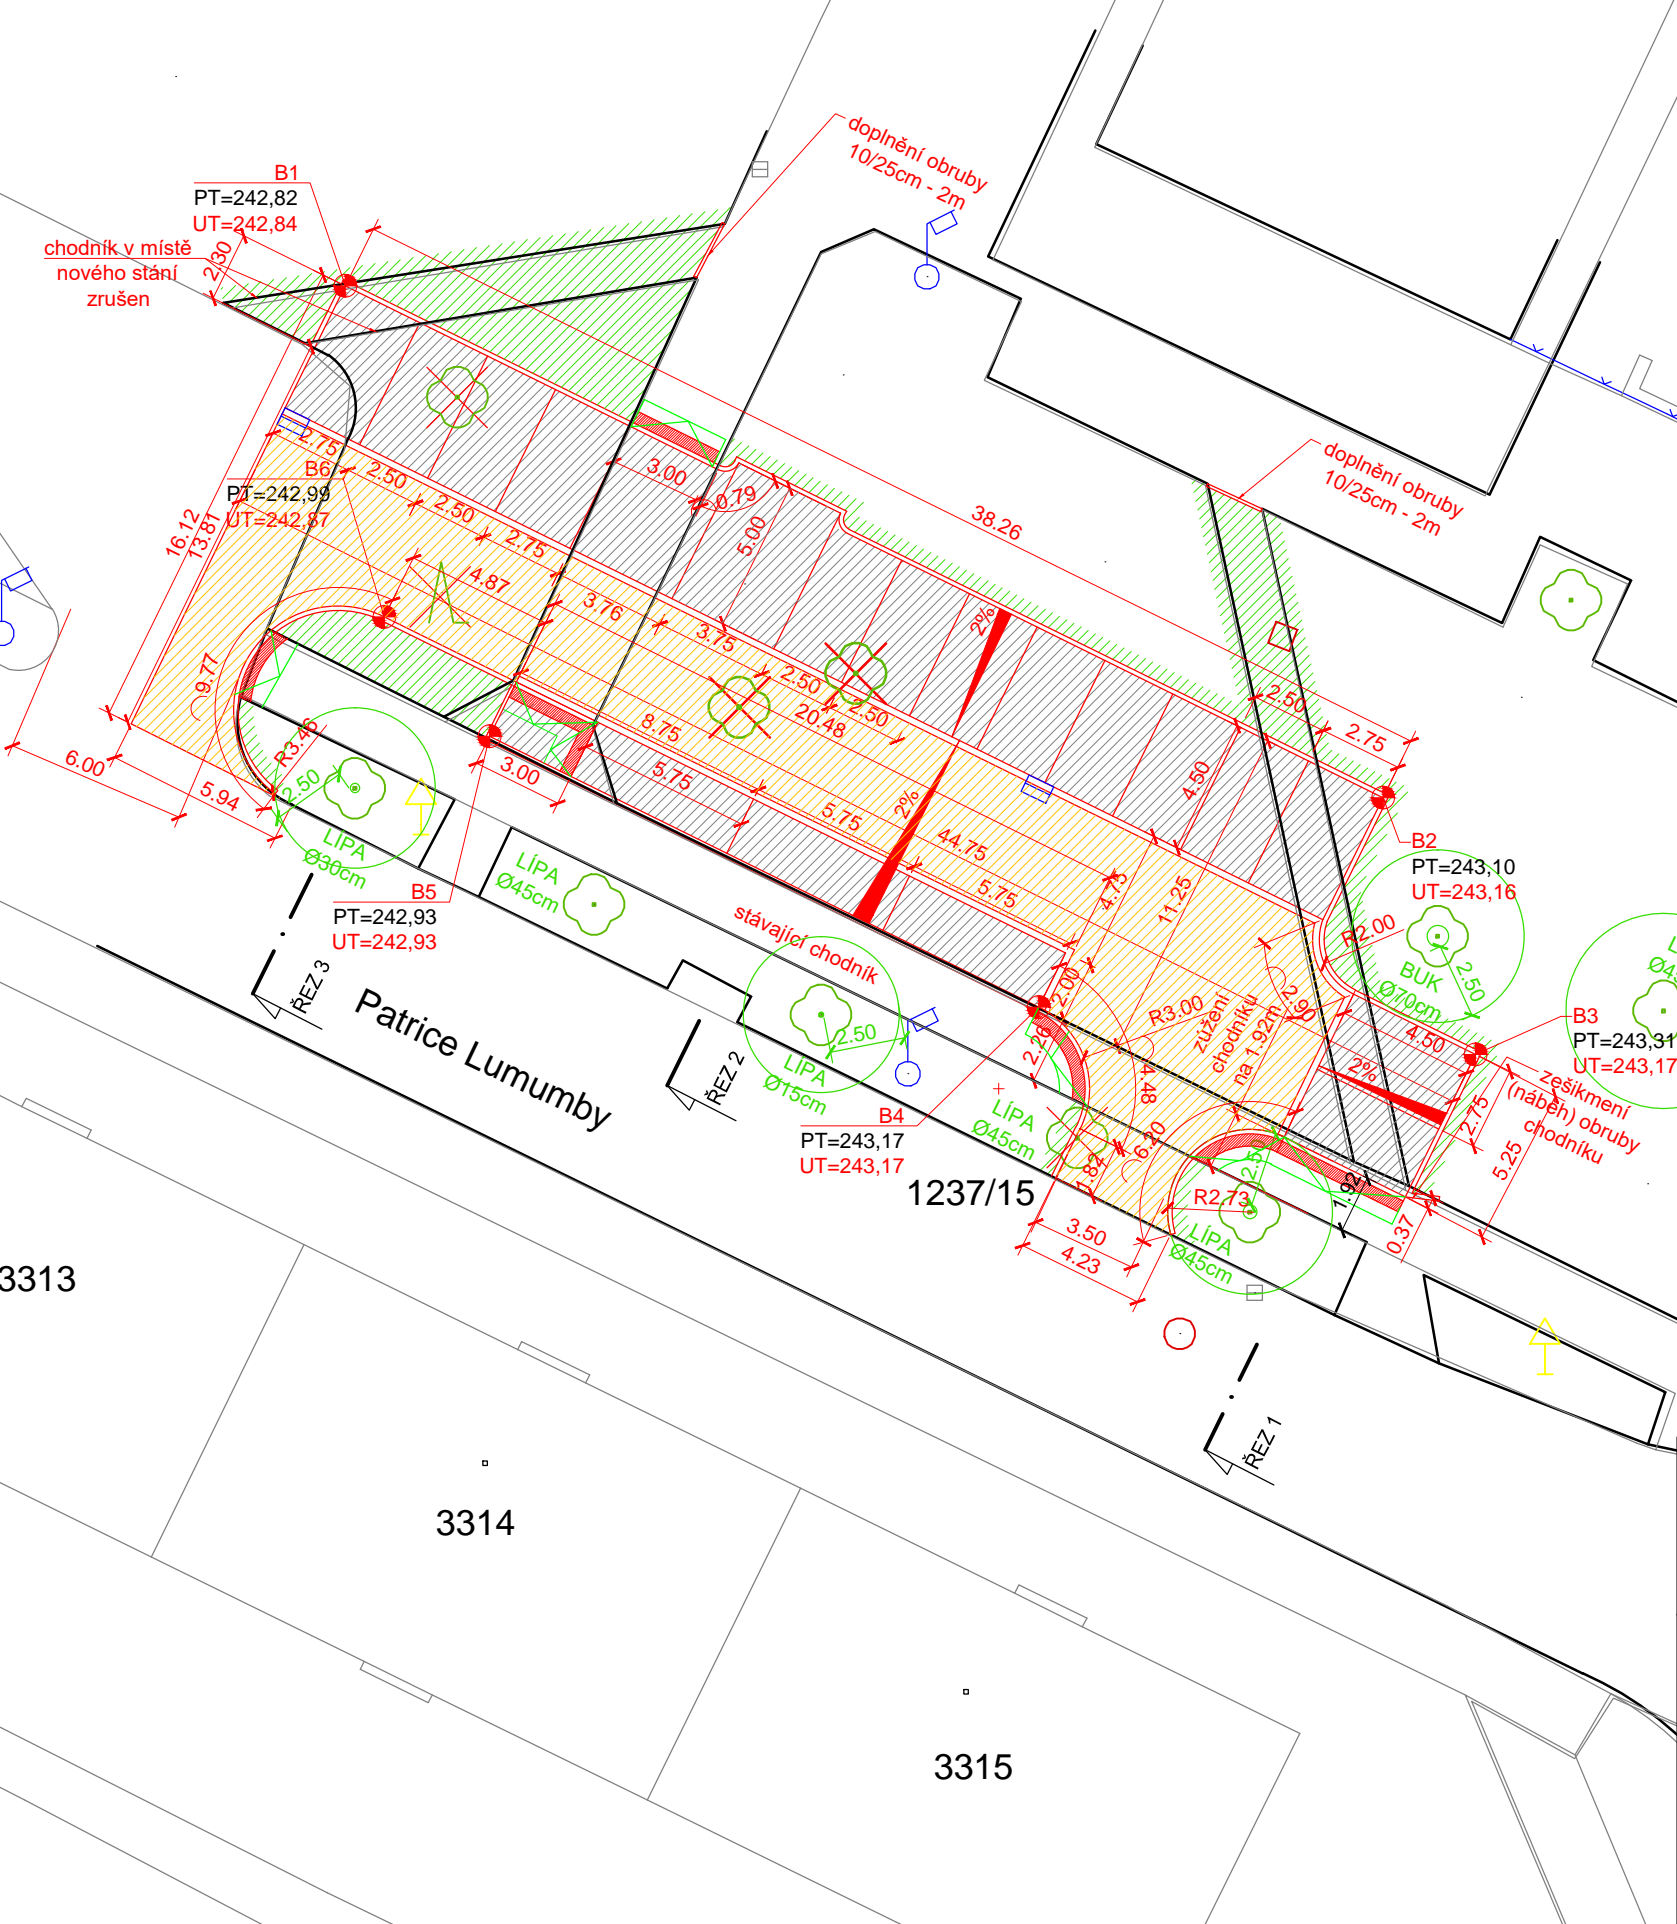 doplnění obruby
10/25cm - 2m
B1
PT=242,82
UT=242,84
chodník v místě
nového stání
zrušen
2.30
doplnění obruby
10/25cm - 2m
38.26
2.75
B6
PT=242,99
UT=242,87
2.50
2.50
2.75
3.00
0.79
5.00
16.12
13.81
4.87
3.76
3.75
2.50
2.50
20.48
2%
2%
9.77
R3.46
8.75
5.75
5.75
5.75
44.75
3.00
6.00
5.94
2.50
LÍPA
Ø30cm
2.50
2.75
4.50
4.75
11.25
B2
PT=243,10
UT=243,16
R2.00
BUK
Ø70cm
2.50
LÍPA
Ø45cm
B5
PT=242,93
UT=242,93
stávající chodník
ŘEZ 3
Patrice Lumumby
ŘEZ 2
2.50
LÍPA
Ø15cm
2.00
2.26
R3.00
zúžení
chodníku
na 1.92m
2.90
4.50
2%
B3
PT=243,31
UT=243,17
zešikmení
(náběh) obruby
chodníku
2.75
5.25
B4
PT=243,17
UT=243,17
LÍPA
Ø45cm
4.48
6.20
1.82
2.50
R2.73
LÍPA
Ø45cm
1.92
0.37
3.50
4.23
1237/15
ŘEZ 1
3313
3314
3315